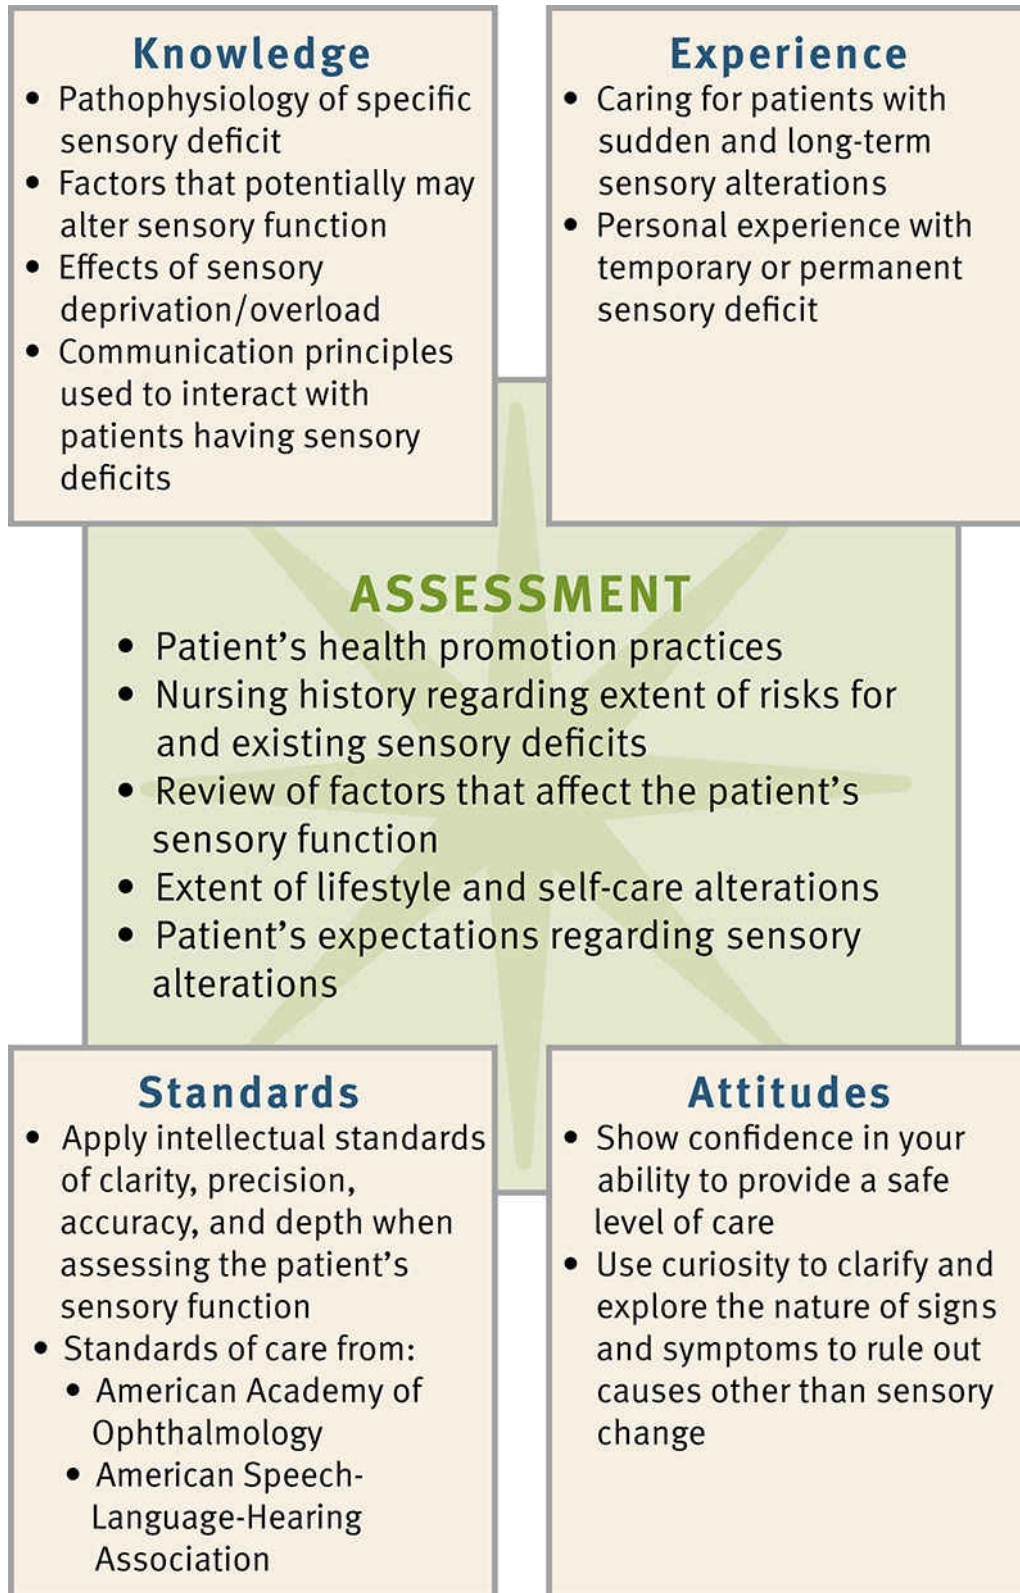 Knowledge
• Pathophysiology of specific
sensory deficit
• Factors that potentially may
alter sensory function
• Effects of sensory
deprivation/overload
• Communication principles
used to interact with
patients having sensory
deficits
Experience
• Caring for patients with
sudden and long-term
sensory alterations
• Personal experience with
temporary or permanent
sensory deficit
ASSESSMENT
• Patient’s health promotion practices
• Nursing history regarding extent of risks for
and existing sensory deficits
• Review of factors that affect the patient’s
sensory function
• Extent of lifestyle and self-care alterations
• Patient’s expectations regarding sensory
alterations
Standards
• Apply intellectual standards
of clarity, precision,
accuracy, and depth when
assessing the patient’s
sensory function
• Standards of care from:
• American Academy of
Ophthalmology
• American Speech-
Language-Hearing
Association
Attitudes
• Show confidence in your
ability to provide a safe
level of care
• Use curiosity to clarify and
explore the nature of signs
and symptoms to rule out
causes other than sensory
change